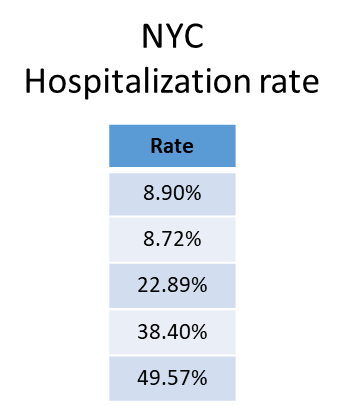 NYC
Hospitalization rate
Rate
8.90%
8.72%
22.89%
38.40%
49.57%